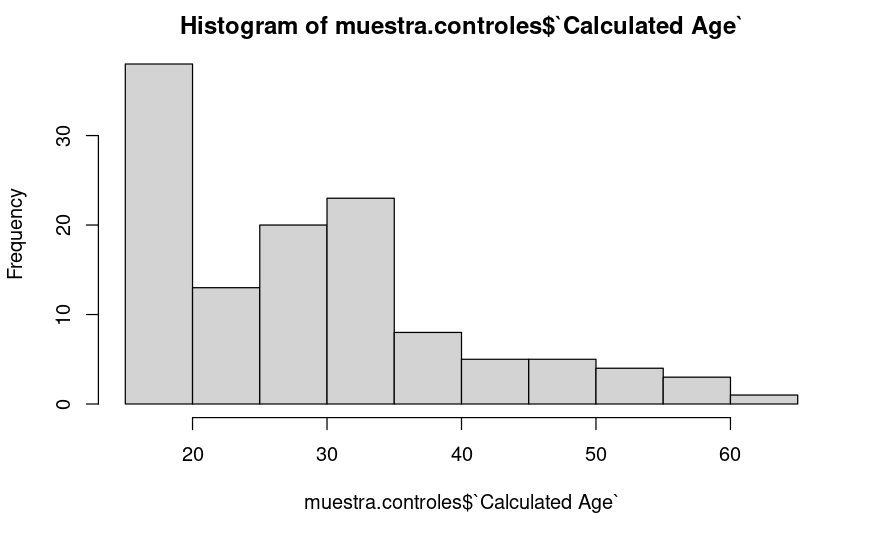 Histogram of muestra.controles$`Calculated Age`
Frequency
30
20
10
0
20 30 40 50 60
muestra.controles$`Calculated Age`